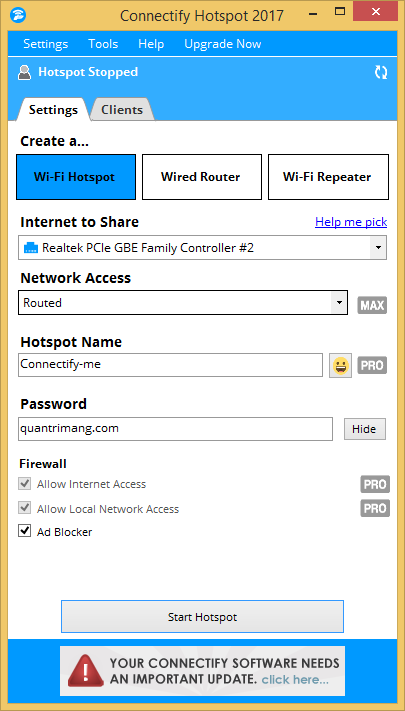 Connectify Hotspot 2017
Settings Tools Help Upgrade Now
Hotspot Stopped
Settings Clients
Create a...
Wi-Fi Hotspot Wired Router Wi-Fi Repeater
Internet to Share Help me pick
Realtek PCIe GBE Family Controller #2
Network Access
Routed MAX
Hotspot Name
Connectify-me PRO
Password
quantrimang.com Hide
Firewall
Allow Internet Access PRO
Allow Local Network Access PRO
Ad Blocker
Start Hotspot
YOUR CONNECTIFY SOFTWARE NEEDS
AN IMPORTANT UPDATE. click here...